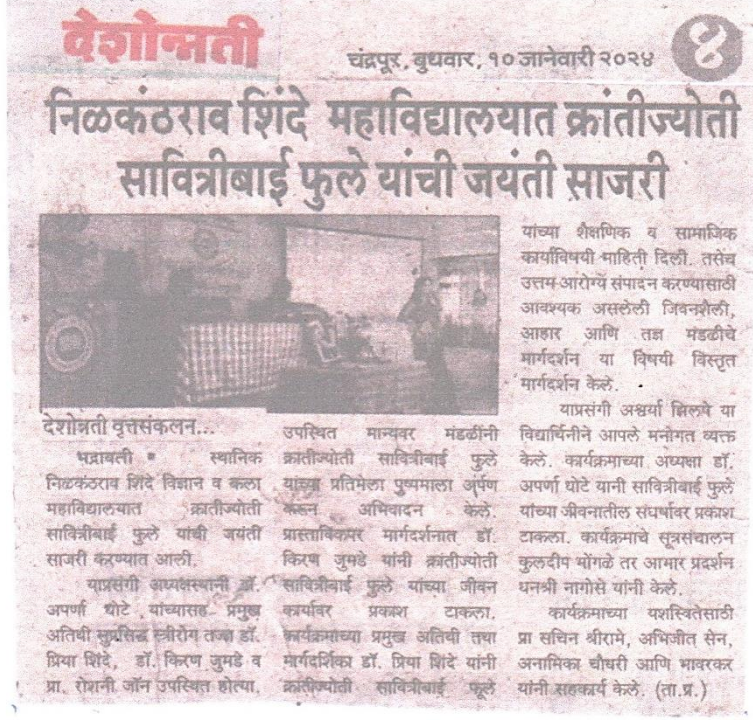 देशोन्नती
चंद्रपूर, बुधवार, १० जानेवारी २०२४
४
निळकंठराव शिंदे महाविद्यालयात क्रांतीज्योती
सावित्रीबाई फुले यांची जयंती साजरी
देशोन्नती वृत्तसंकलन...
भद्रावती स्थानिक
निळकंठराव शिंदे विज्ञान व कला
महाविद्यालयात क्रातीज्योती
सावित्रीबाई फुले यांची जयंती
साजरी करण्यात आली.
याप्रसंगी अध्यक्षस्थानी डॉ.
अपर्णा धोटे यांच्यासह प्रमुख
अतिथी सुप्रसिद्ध स्त्रीरोग तज्ञ डॉ.
प्रिया शिंदे, डॉ. किरण जुमडे व
प्रा. रोशनी जॉन उपस्थित होत्या.
उपस्थित मान्यवर मंडळींनी
क्रांतीज्योती सावित्रीबाई फुले
यांच्या प्रतिमेला पुष्पमाला अर्पण
करून अभिवादन केले.
प्रास्ताविकपर मार्गदर्शनात डॉ.
किरण जुमडे यांनी क्रातीज्योती
सावित्रीबाई फुले यांच्या जीवन
कार्यावर प्रकाश टाकला.
कार्यक्रमाच्या प्रमुख अतिथी तथा
मार्गदर्शिका डॉ. प्रिया शिंदे यांनी
क्रांतीज्योती सावित्रीबाई फूले
यांच्या शैक्षणिक व सामाजिक
कार्याविषयी माहिती दिली. तसेच
उत्तम आरोग्य संपादन करण्यासाठी
आवश्यक असलेली जिवनशैली,
आहार आणि तज्ञ मंडळीचे
मार्गदर्शन या विषयी विस्तृत
मार्गदर्शन केले.
याप्रसंगी अश्वर्या झिलपे या
विद्यार्थिनीने आपले मनोगत व्यक्त
केले. कार्यक्रमाच्या अध्यक्षा डॉ.
अपर्णा धोटे यानी सावित्रीबाई फुले
यांच्या जीवनातील संघर्षावर प्रकाश
टाकला. कार्यक्रमाचे सूत्रसंचालन
कुलदीप भोंगळे तर आभार प्रदर्शन
धनश्री नागोसे यांनी केले.
कार्यक्रमाच्या यशस्वितेसाठी
प्रा सचिन श्रीरामे, अभिजीत सेन,
अनामिका चौधरी आणि भावरकर
यांनी सहकार्य केले. (ता.प्र.)